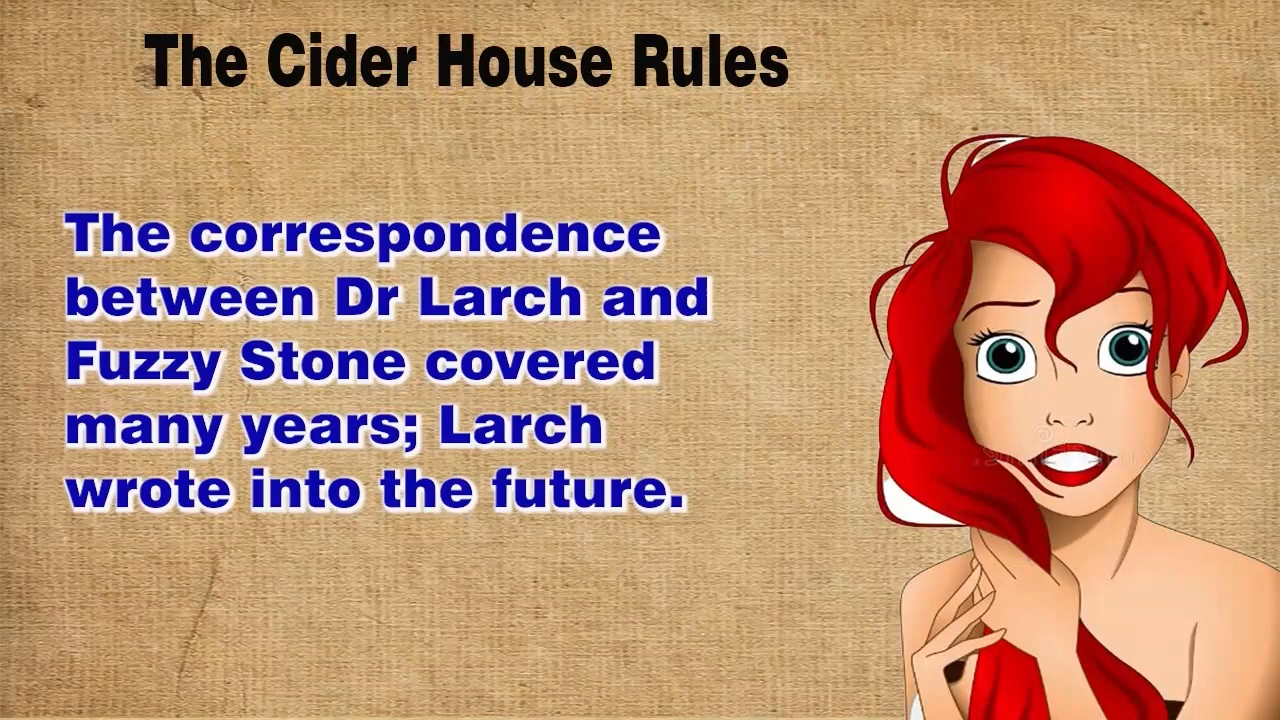 The Cider House Rules
The correspondence
between Dr Larch and
Fuzzy Stone covered
many years; Larch
wrote into the future.